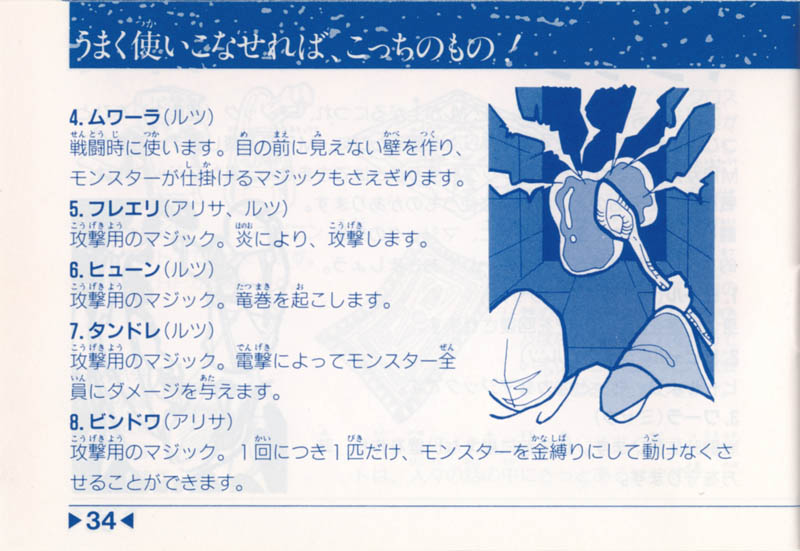 うまく使いこなせれば、こっちのもの！
4.ムワーラ(ルツ)
戦闘時に使います。目の前に見えない壁を作り、
モンスターが仕掛けるマジックもさえぎります。
5.フレエリ(アリサ、ルツ)
攻撃用のマジック。炎により、攻撃します。
6.ヒューン(ルツ)
攻撃用のマジック。竜巻を起こします。
7.タンドレ(ルツ)
攻撃用のマジック。電撃によってモンスター全
員にダメージを与えます。
8.ビンドワ(アリサ)
攻撃用のマジック。1回につき1匹だけ、モンスターを金縛りにして動けなくさ
せることができます。
▶34◀